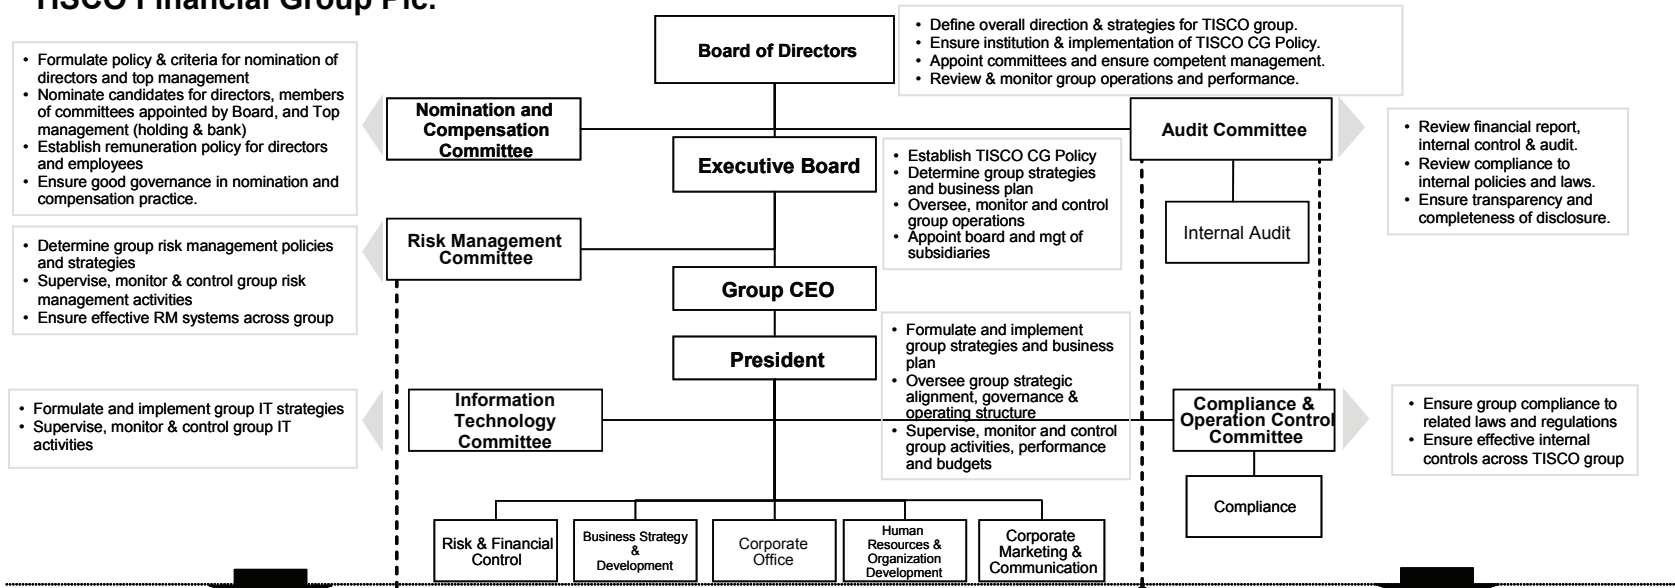 TISCO Financial Group Plc.
Board of Directors
• Define overall direction & strategies for TISCO group.
• Ensure institution & implementation of TISCO CG Policy.
• Appoint committees and ensure competent management.
• Review & monitor group operations and performance.
• Formulate policy & criteria for nomination of
directors and top management
• Nominate candidates for directors, members
of committees appointed by Board, and Top
management (holding & bank)
• Establish remuneration policy for directors
and employees
• Ensure good governance in nomination and
compensation practice.
Nomination and
Compensation
Committee
Audit Committee
• Review financial report,
internal control & audit.
• Review compliance to
internal policies and laws.
• Ensure transparency and
completeness of disclosure.
Executive Board
• Establish TISCO CG Policy
• Determine group strategies
and business plan
• Oversee, monitor and control
group operations
• Appoint board and mgt of
subsidiaries
Internal Audit
• Determine group risk management policies
and strategies
• Supervise, monitor & control group risk
management activities
• Ensure effective RM systems across group
Risk Management
Committee
Group CEO
President
• Formulate and implement
group strategies and business
plan
• Oversee group strategic
alignment, governance &
operating structure
• Supervise, monitor and control
group activities, performance
and budgets
• Formulate and implement group IT strategies
• Supervise, monitor & control group IT
activities
Information
Technology
Committee
Compliance &
Operation Control
Committee
• Ensure group compliance to
related laws and regulations
• Ensure effective internal
controls across TISCO group
Compliance
Risk & Financial
Control
Business Strategy
&
Development
Corporate
Office
Human
Resources &
Organization
Development
Corporate
Marketing &
Communication